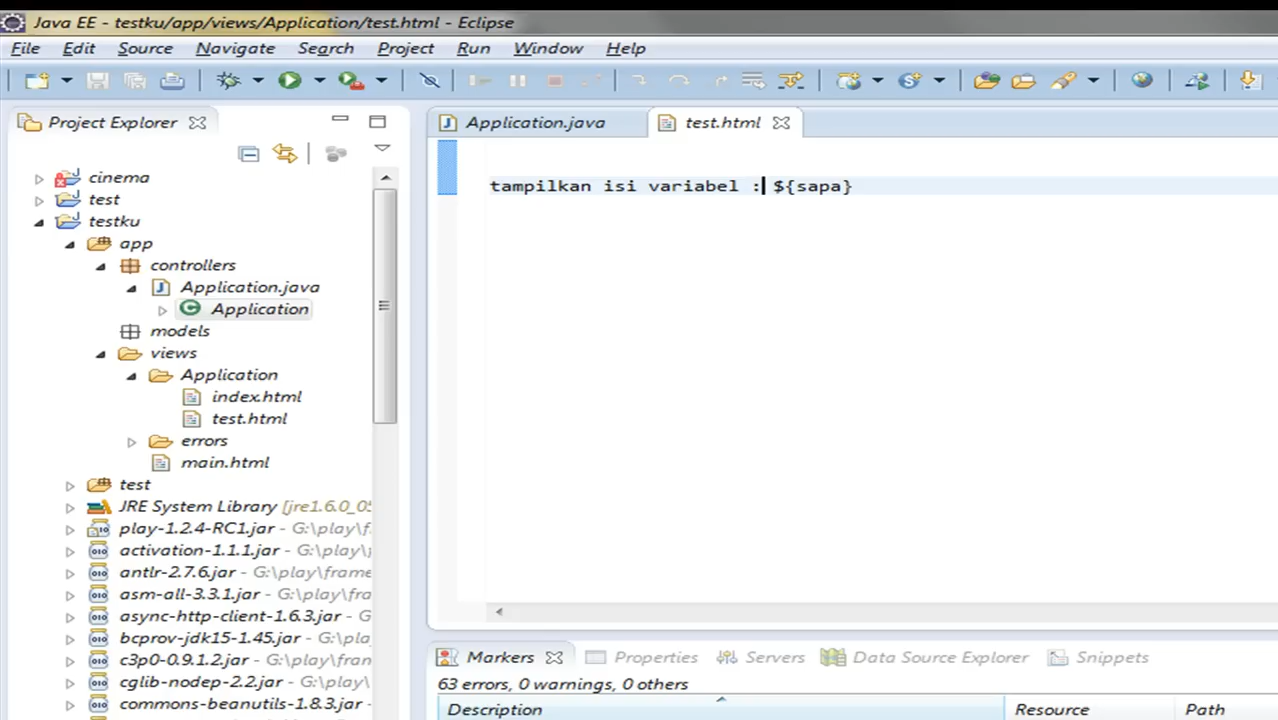 Java EE - testku/app/views/Application/test.html - Eclipse
File Edit Source Navigate Search Project Run Window Help
Project Explorer
Application.java test.html
cinema
test
testku
app
controllers
Application.java
Application
models
views
Application
index.html
test.html
errors
main.html
test
JRE System Library [jre1.6.0_05
play-1.2.4-RC1.jar - G:\play\f
activation-1.1.1.jar - G:\play\
antlr-2.7.6.jar - G:\play\frame
asm-all-3.3.1.jar - G:\play\fra
async-http-client-1.6.3.jar - G
bcprov-jdk15-1.45.jar - G:\pla
c3p0-0.9.1.2.jar - G:\play\fran
cglib-nodep-2.2.jar - G:\play\
commons-beanutils-1.8.3.jar -
tampilkan isi variabel : ${sapa}
Markers Properties Servers Data Source Explorer Snippets
63 errors, 0 warnings, 0 others
Description Resource Path